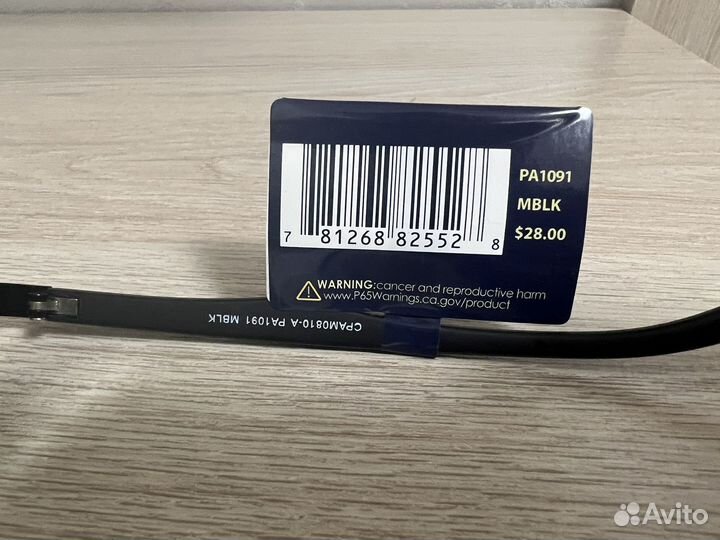 PA1091
MBLK
$28.00
7 81268 82552 8
WARNING:cancer and reproductive harm
www.P65Warnings.ca.gov/product
CPAM0810-A PA1091 MBLK
Avito